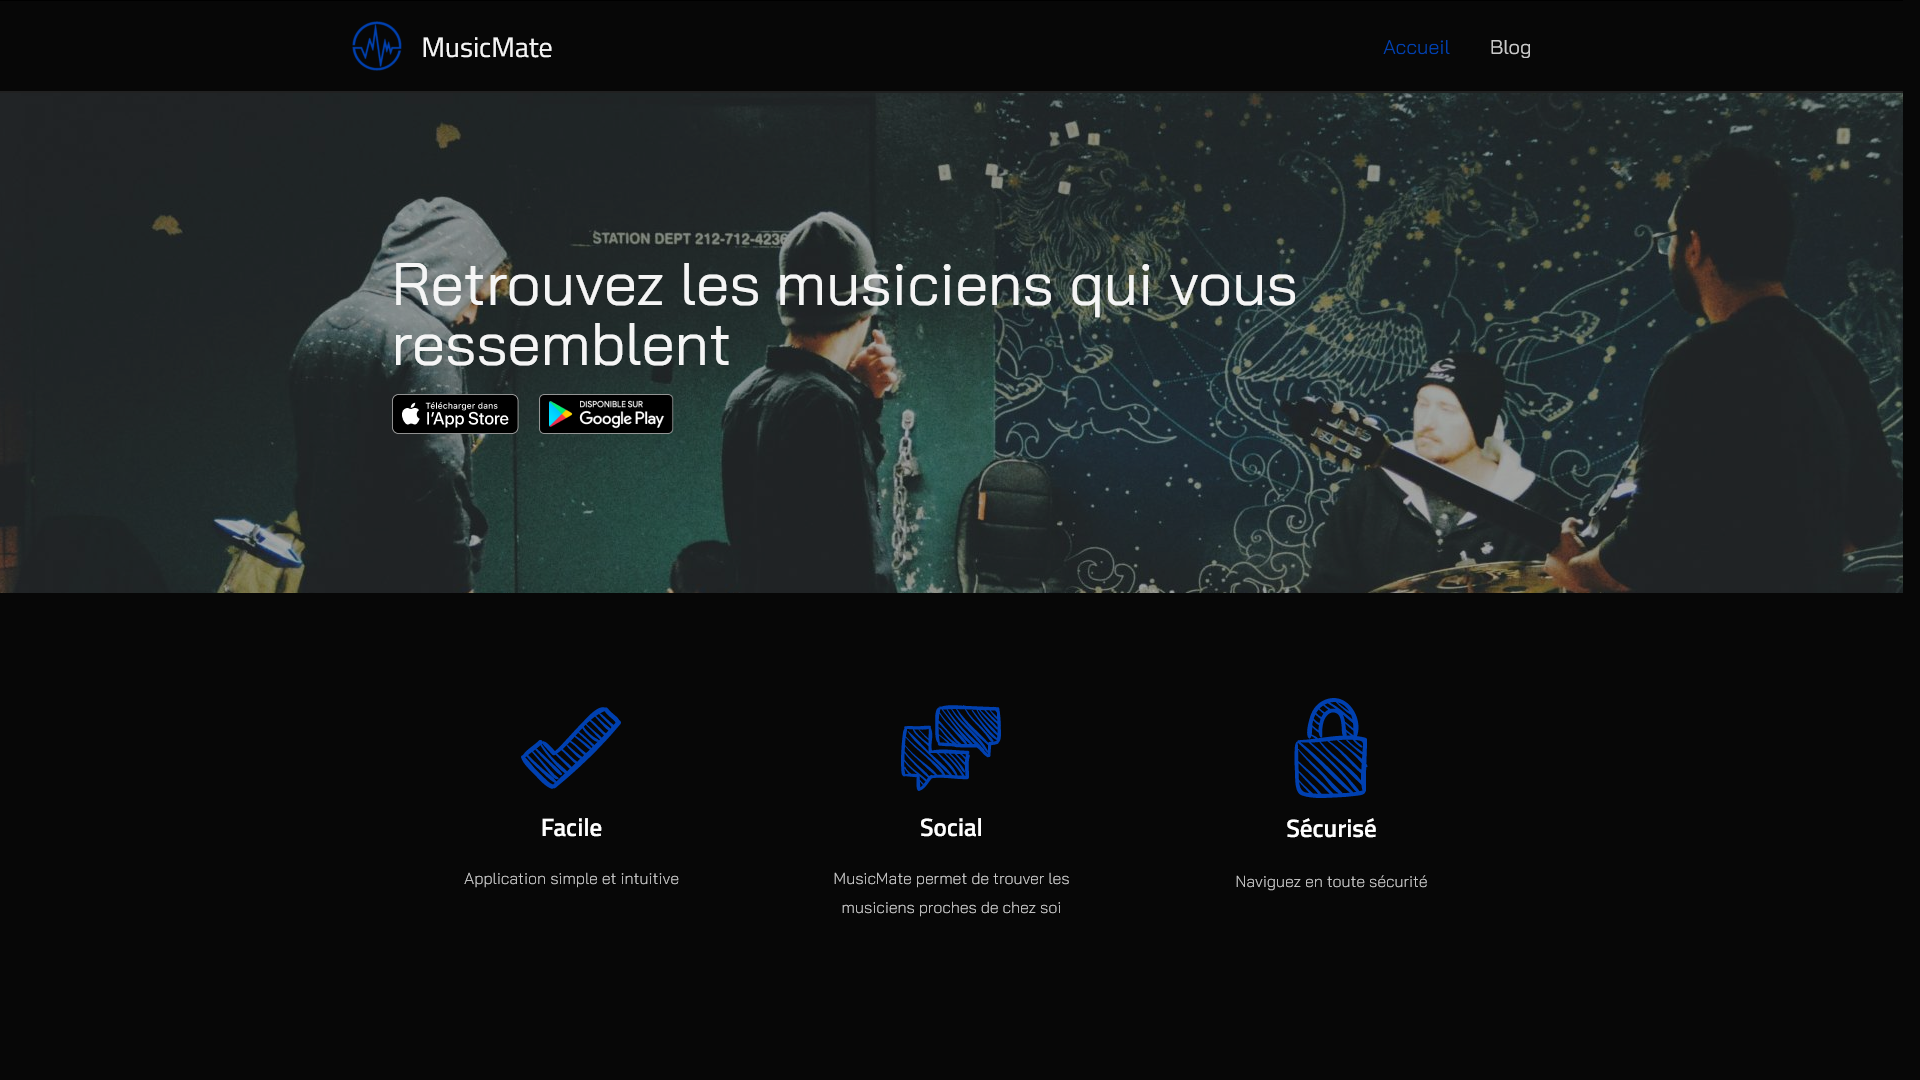 MusicMate
Accueil
Blog
STATION DEPT 212-712-4236
Retrouvez les musiciens qui vous
ressemblent
Télécharger dans
l'App Store
DISPONIBLE SUR
Google Play
Facile
Social
Sécurisé
Application simple et intuitive
MusicMate permet de trouver les
musiciens proches de chez soi
Naviguez en toute sécurité